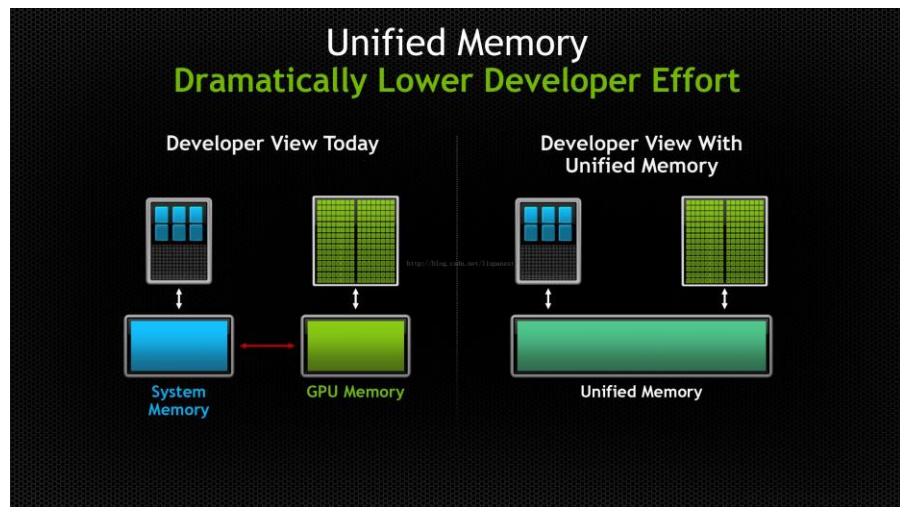 Unified Memory
Dramatically Lower Developer Effort
Developer View Today
Developer View With
Unified Memory
System
Memory
GPU Memory
Unified Memory